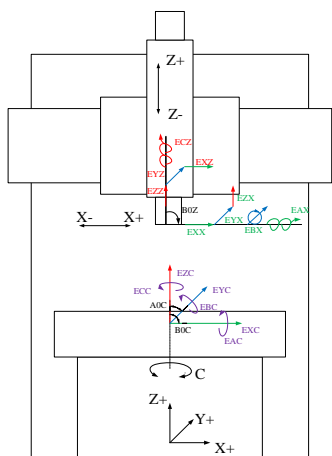 Z+
Z-
ECZ
EXZ
EYZ
EZZ
B0Z
EZX
EAX
X- X+
EXX
EYX
EBX
EZC
ECC
EYC
A0C
EBC
B0C
EXC
EAC
C
Z+
Y+
X+